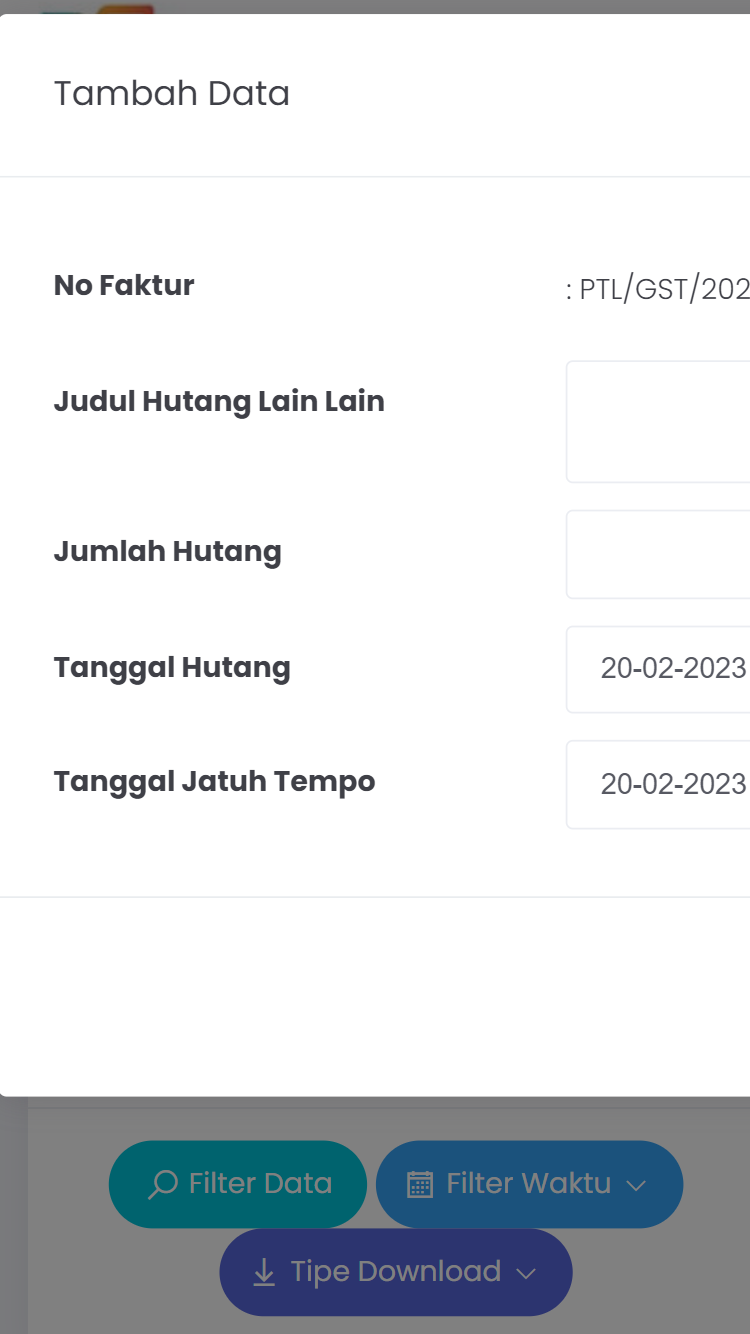 Tambah Data
No Faktur : PTL/GST/202
Judul Hutang Lain Lain
Jumlah Hutang
Tanggal Hutang 20-02-2023
Tanggal Jatuh Tempo 20-02-2023
Filter Data Filter Waktu
Tipe Download